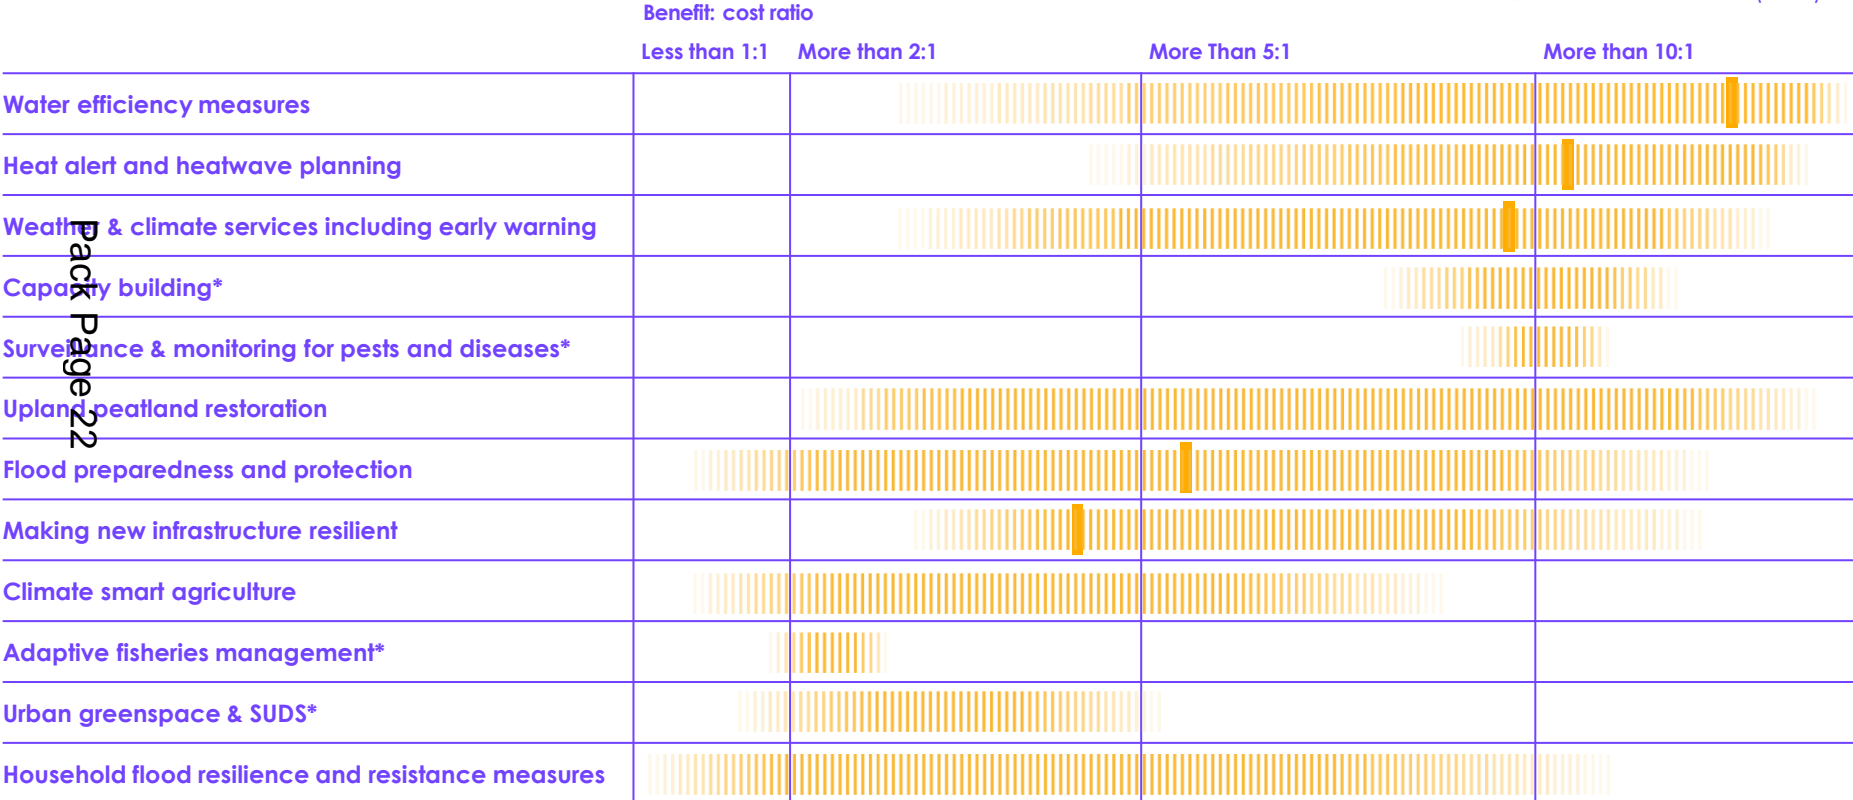 Benefit: cost ratio
Less than 1:1 More than 2:1 More Than 5:1 More than 10:1
Water efficiency measures
Heat alert and heatwave planning
Weather & climate services including early warning
Capacity building*
Surveillance & monitoring for pests and diseases*
Upland peatland restoration
Flood preparedness and protection
Making new infrastructure resilient
Climate smart agriculture
Adaptive fisheries management*
Urban greenspace & SUDS*
Household flood resilience and resistance measures
Pack Page 22